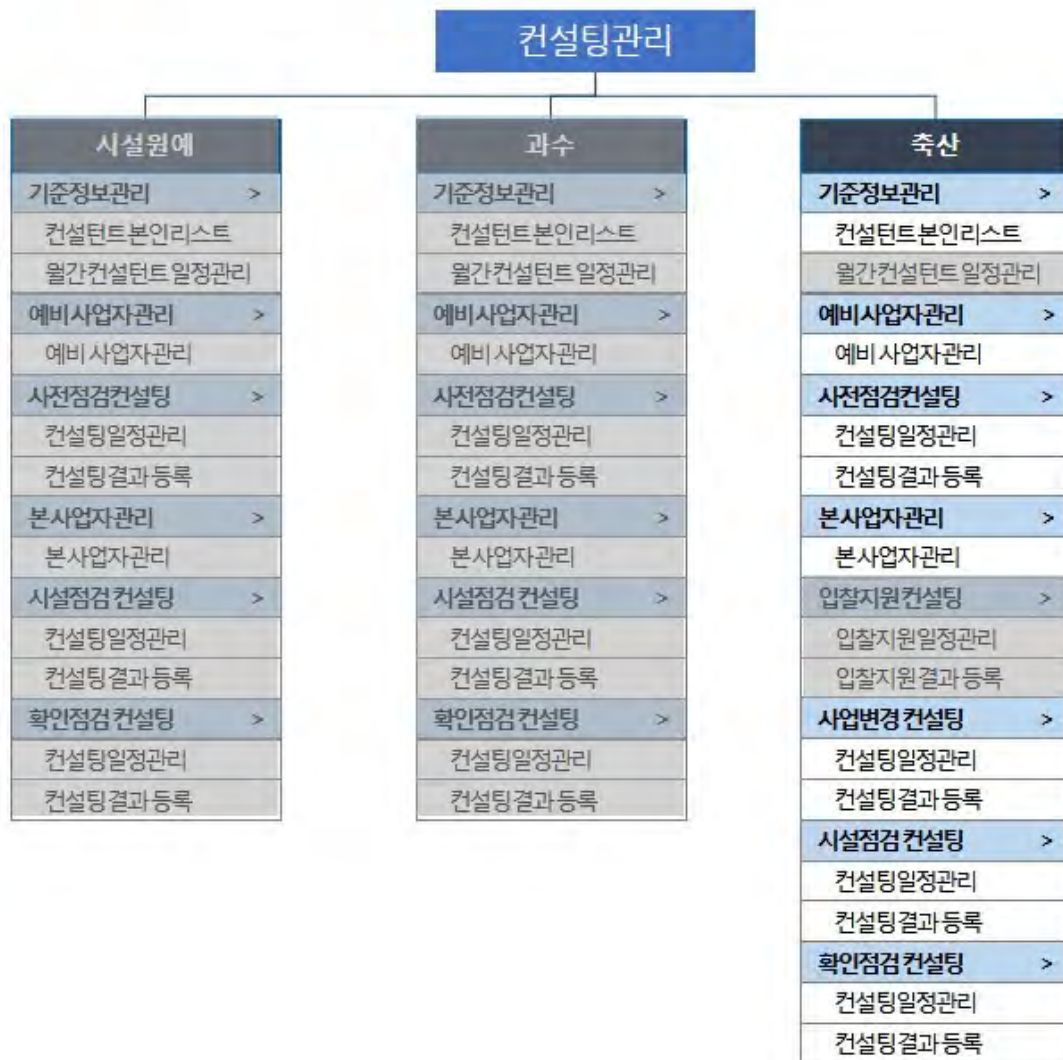 컨설팅관리
시설원예
기준정보관리 >
컨설턴트본인리스트
월간컨설턴트 일정관리
예비사업자관리 >
예비 사업자관리
사전점검컨설팅 >
컨설팅일정관리
컨설팅결과 등록
본사업자관리 >
본사업자관리
시설점검 컨설팅 >
컨설팅일정관리
컨설팅결과 등록
확인점검 컨설팅 >
컨설팅일정관리
컨설팅결과 등록
과수
기준정보관리 >
컨설턴트본인리스트
월간컨설턴트 일정관리
예비사업자관리 >
예비 사업자관리
사전점검컨설팅 >
컨설팅일정관리
컨설팅결과 등록
본사업자관리 >
본사업자관리
시설점검 컨설팅 >
컨설팅일정관리
컨설팅결과 등록
확인점검 컨설팅 >
컨설팅일정관리
컨설팅결과 등록
축산
기준정보관리 >
컨설턴트본인리스트
월간컨설턴트 일정관리
예비사업자관리 >
예비 사업자관리
사전점검컨설팅 >
컨설팅일정관리
컨설팅결과 등록
본사업자관리 >
본사업자관리
입찰지원컨설팅 >
입찰지원일정관리
입찰지원결과 등록
사업변경 컨설팅 >
컨설팅일정관리
컨설팅결과 등록
시설점검 컨설팅 >
컨설팅일정관리
컨설팅결과 등록
확인점검 컨설팅 >
컨설팅일정관리
컨설팅결과 등록